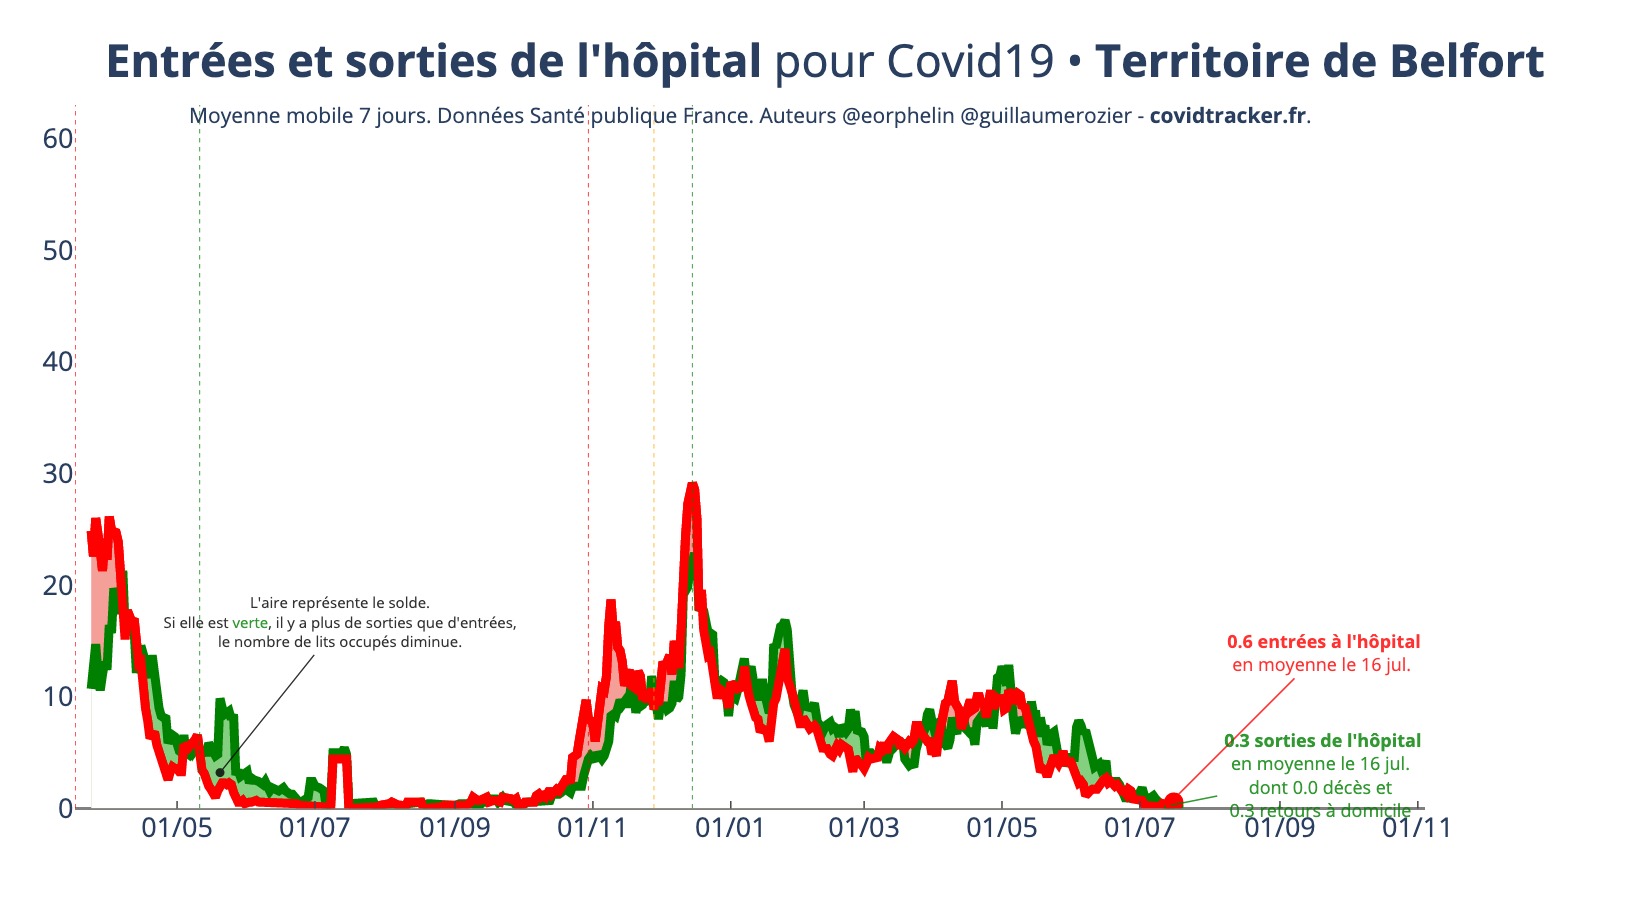 Entrées et sorties de l'hôpital pour Covid19 • Territoire de Belfort
Moyenne mobile 7 jours. Données Santé publique France. Auteurs @eorphelin @guillaumerozier - covidtracker.fr.
60
50
40
30
20
10
0
L'aire représente le solde.
Si elle est verte, il y a plus de sorties que d'entrées,
le nombre de lits occupés diminue.
0.6 entrées à l'hôpital
en moyenne le 16 jul.
0.3 sorties de l'hôpital
en moyenne le 16 jul.
dont 0.0 décès et
0.3 retours à domicile
01/05 01/07 01/09 01/11 01/01 01/03 01/05 01/07 01/09 01/11